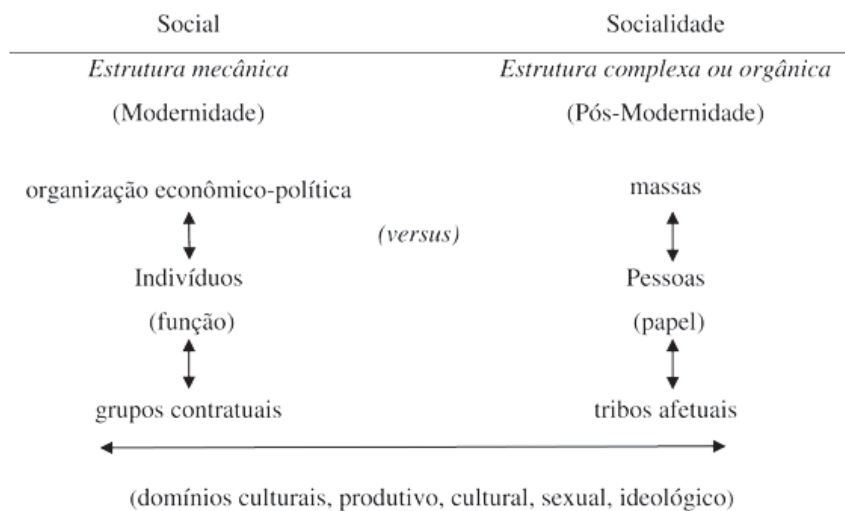 Social Socialidade
Estrutura mecânica Estrutura complexa ou orgânica
(Modernidade) (Pós-Modernidade)
organização econômico-política massas
(versus)
Indivíduos Pessoas
(função) (papel)
grupos contratuais tribos afetuais
(domínios culturais, produtivo, cultural, sexual, ideológico)